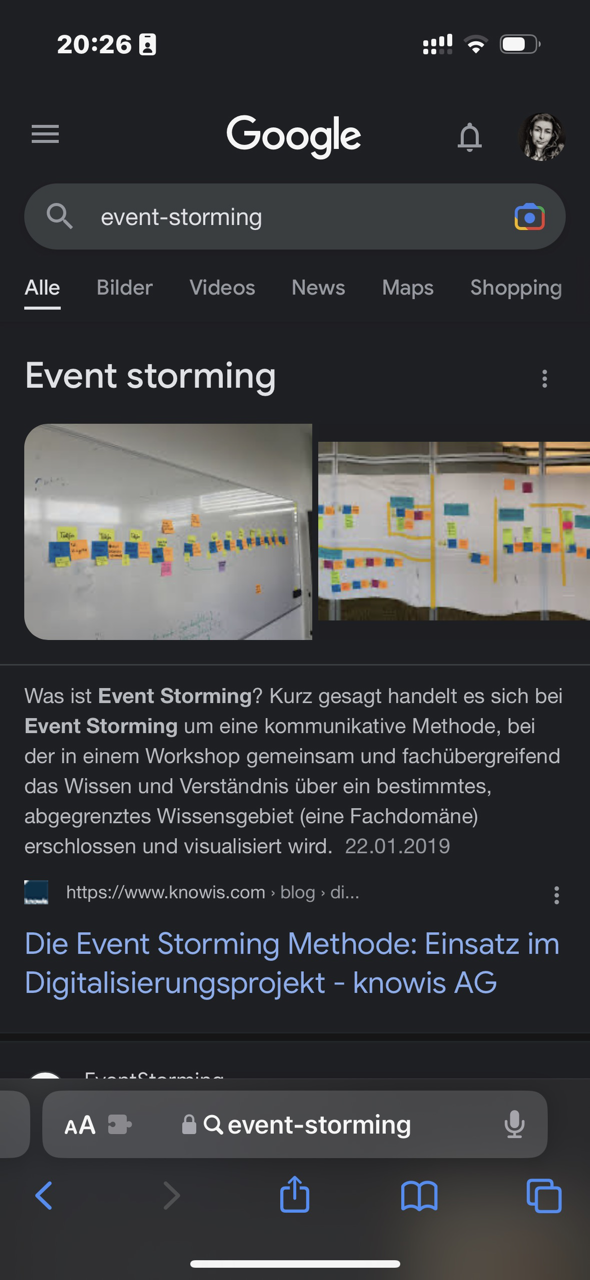 20:26
Google
event-storming
Alle Bilder Videos News Maps Shopping
Event storming
Was ist Event Storming? Kurz gesagt handelt es sich bei
Event Storming um eine kommunikative Methode, bei
der in einem Workshop gemeinsam und fachübergreifend
das Wissen und Verständnis über ein bestimmtes,
abgegrenztes Wissensgebiet (eine Fachdomäne)
erschlossen und visualisiert wird. 22.01.2019
knowis
https://www.knowis.com › blog › di...
Die Event Storming Methode: Einsatz im
Digitalisierungsprojekt - knowis AG
EventStorming
AA event-storming